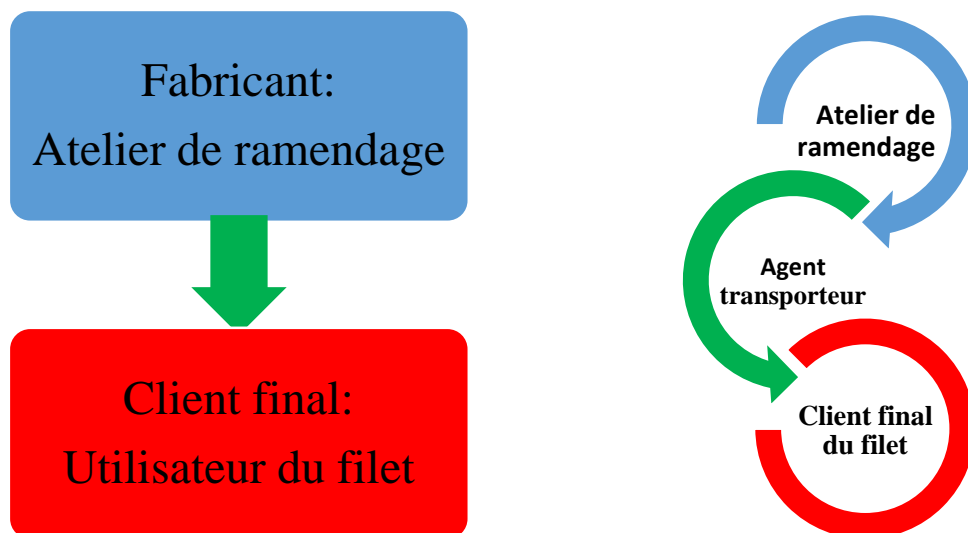 Fabricant:
Atelier de ramendage
Client final:
Utilisateur du filet
Atelier de
ramendage
Agent
transporteur
Client final
du filet